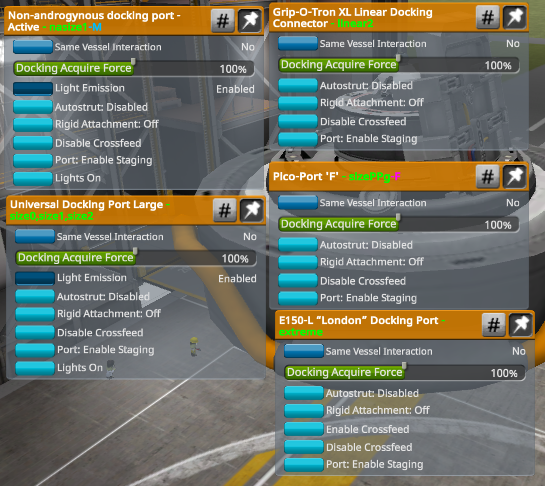 Non-androgynous docking port -
Active - nasize1-M
#
Same Vessel Interaction No
Docking Acquire Force 100%
Light Emission Enabled
Autostrut: Disabled
Rigid Attachment: Off
Disable Crossfeed
Port: Enable Staging
Lights On
Universal Docking Port Large -
size0,size1,size2
#
Same Vessel Interaction No
Docking Acquire Force 100%
Light Emission Enabled
Autostrut: Disabled
Rigid Attachment: Off
Disable Crossfeed
Port: Enable Staging
Lights On
Grip-O-Tron XL Linear Docking
Connector - linear2
#
Same Vessel Interaction No
Docking Acquire Force 100%
Autostrut: Disabled
Rigid Attachment: Off
Disable Crossfeed
Port: Enable Staging
Pico-Port 'F' - sizePPg-F
#
Same Vessel Interaction No
Docking Acquire Force 100%
Autostrut: Disabled
Rigid Attachment: Off
Disable Crossfeed
Port: Enable Staging
E150-L "London" Docking Port -
extreme
#
Same Vessel Interaction No
Docking Acquire Force 100%
Autostrut: Disabled
Rigid Attachment: Off
Enable Crossfeed
Disable Crossfeed
Port: Enable Staging